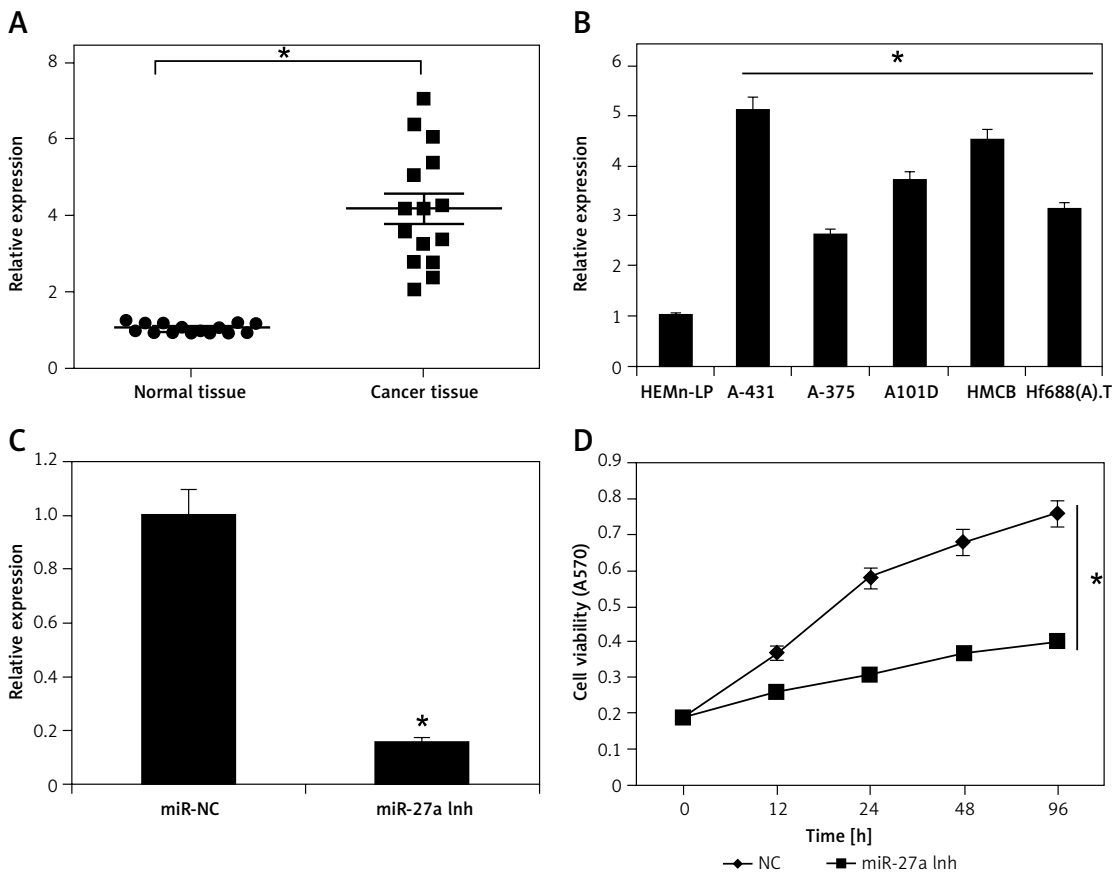 A
Relative expression
8
6
4
2
0
*
Normal tissue
Cancer tissue
B
Relative expression
6
5
4
3
2
1
0
*
HEMn-LP
A-431
A-375
A101D
HMCB
Hf688(A).T
C
Relative expression
1.2
1.0
0.8
0.6
0.4
0.2
0
*
miR-NC
miR-27a lnh
D
Cell viability (A570)
0.9
0.8
0.7
0.6
0.5
0.4
0.3
0.2
0.1
0
*
0
12
24
48
96
Time [h]
NC
miR-27a lnh